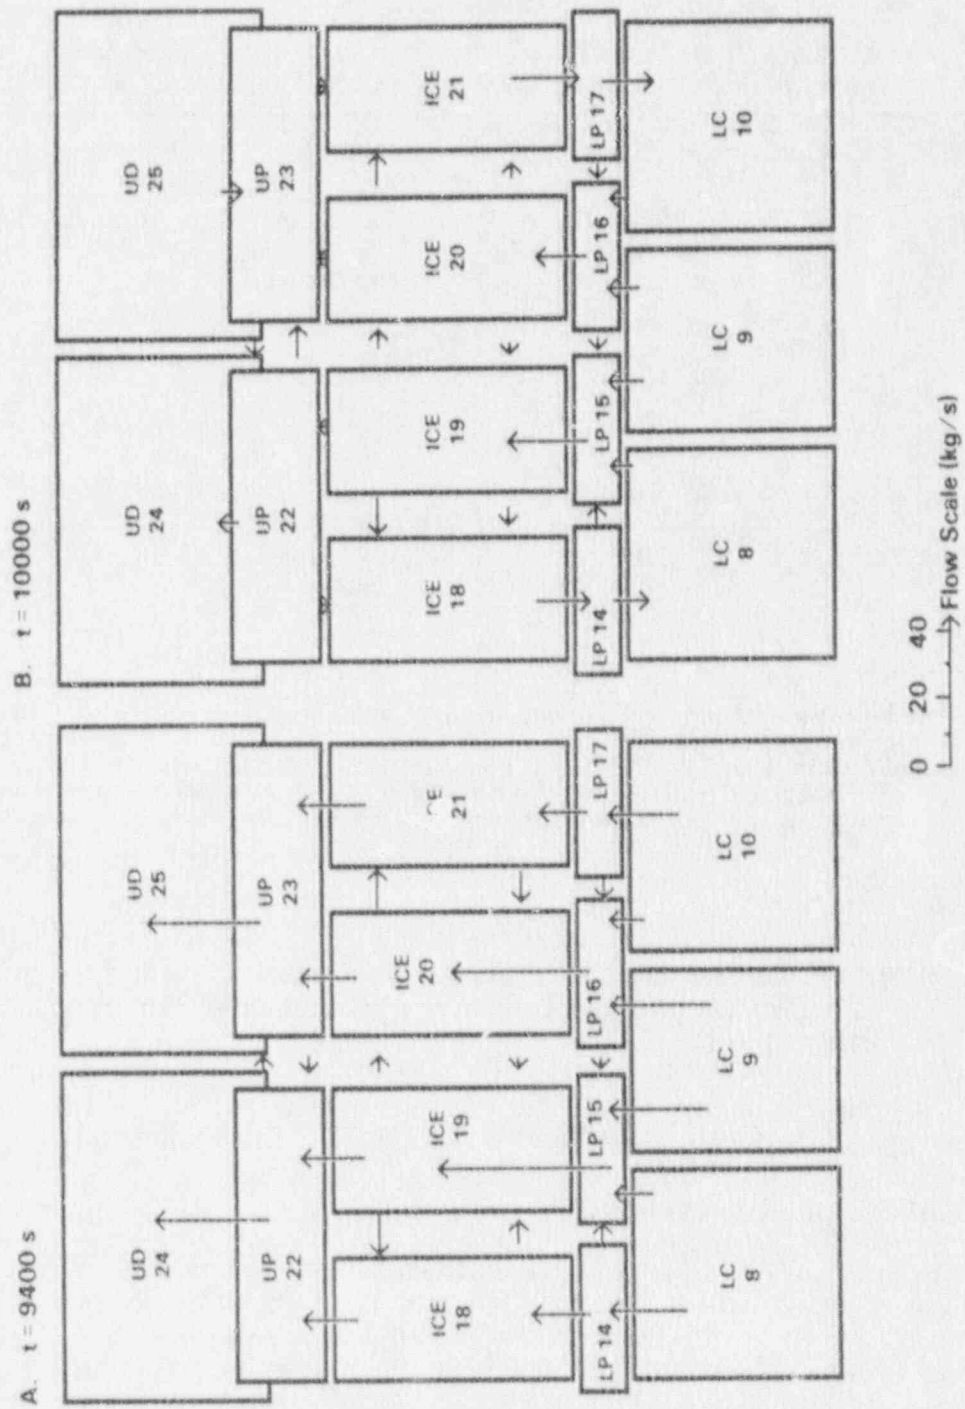 A. t = 9400 s
UD
24
UD
25
UP
22
UP
23
ICE
18
ICE
19
ICE
20
21
LP 14
LP 15
LP 16
LP 17
LC
8
LC
9
LC
10
B. t = 10000 s
UD
24
UD
25
UP
22
UP
23
ICE
18
ICE
19
ICE
20
ICE
21
LP 14
LP 15
LP 16
LP 17
LC
8
LC
9
LC
10
0 20 40
Flow Scale (kg/s)